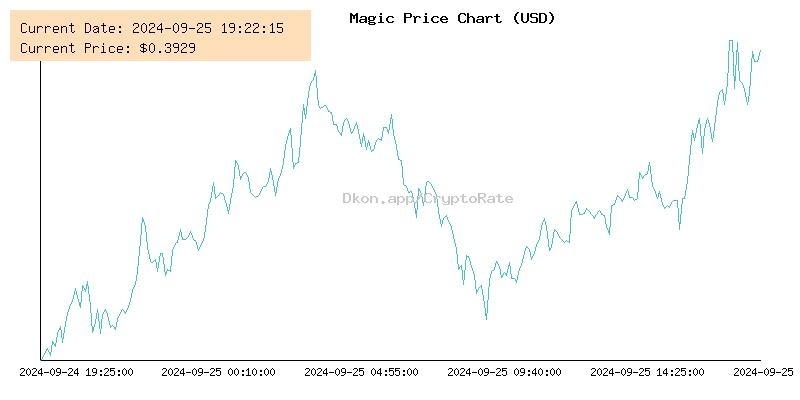 Magic Price Chart (USD)
Current Date: 2024-09-25 19:22:15
Current Price: $0.3929
Dkon.app/CryptoRate
2024-09-24 19:25:00 2024-09-25 00:10:00 2024-09-25 04:55:00 2024-09-25 09:40:00 2024-09-25 14:25:00 2024-09-25